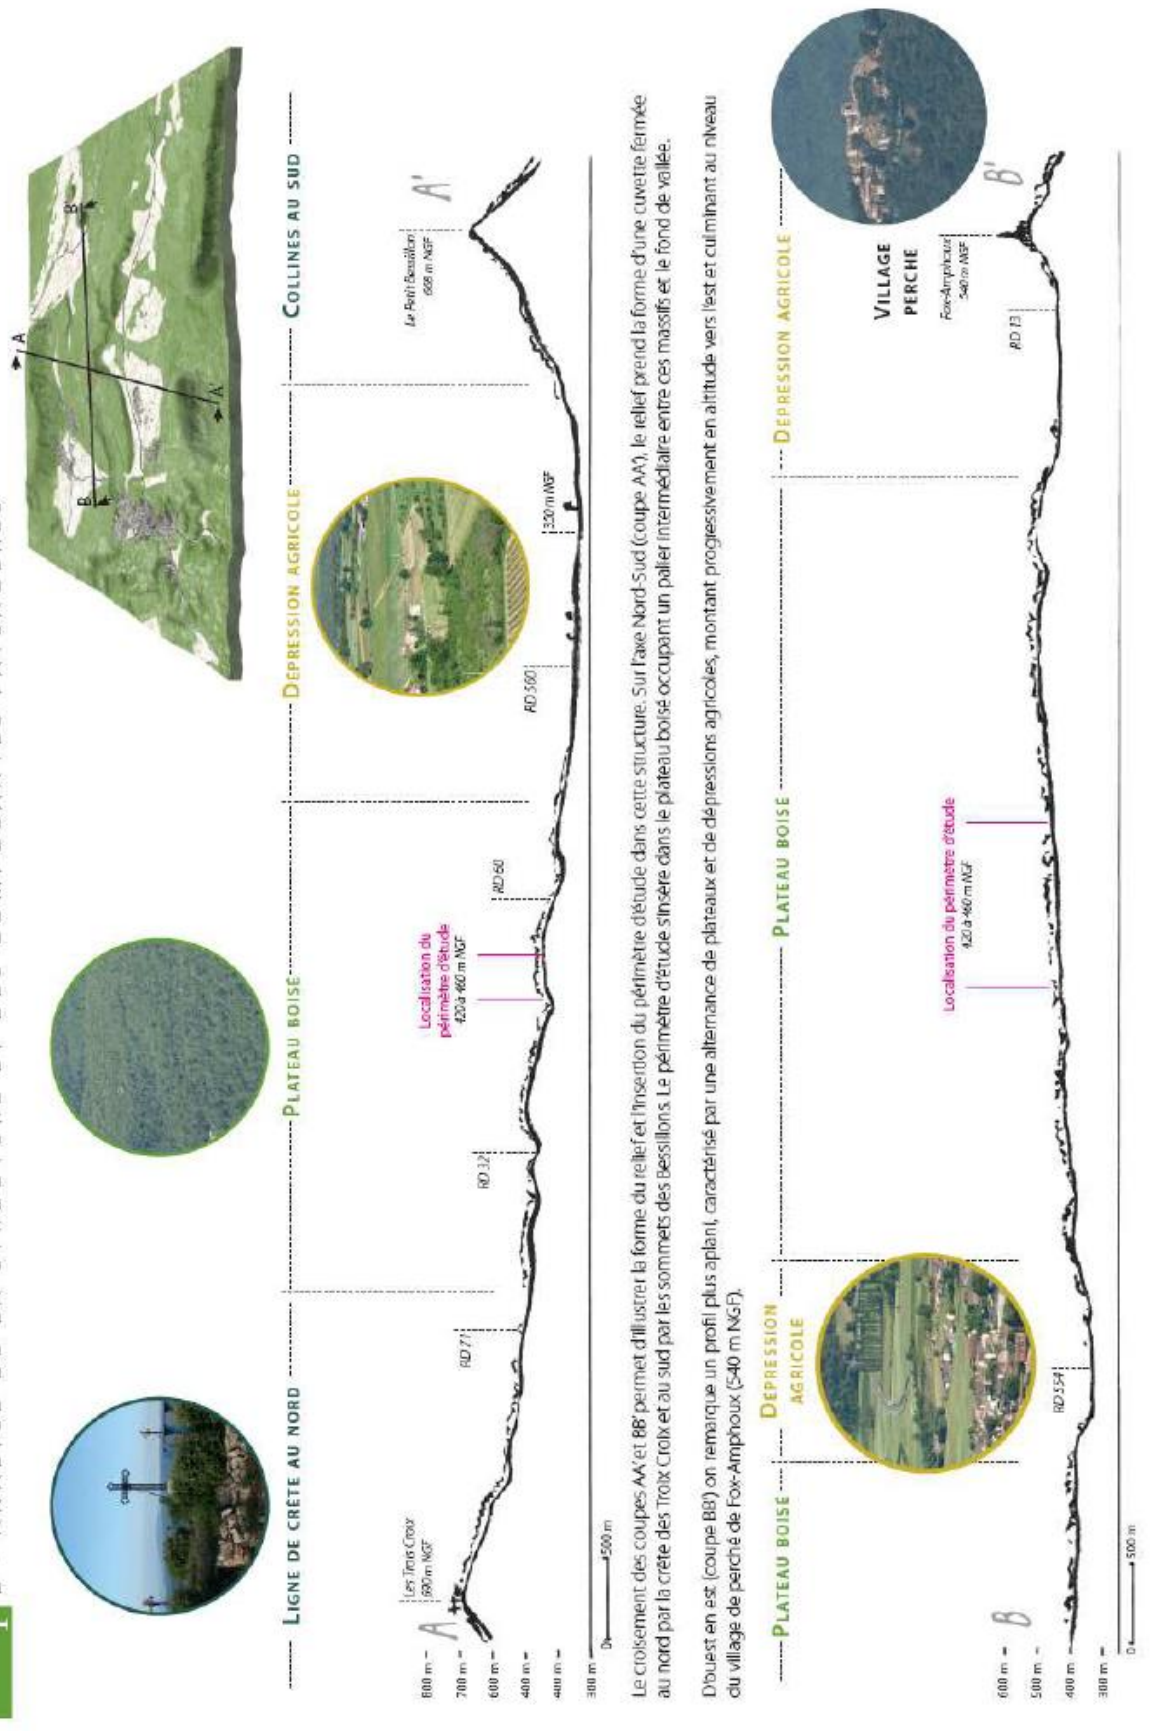 1
A
A'
B
B'
LIGNE DE CRÊTE AU NORD
PLATEAU BOISÉ
DÉPRESSION AGRICOLE
COLLINES AU SUD
A
Les Trois Croix
690 m NGF
RD 71
RD 32
Localisation du
périmètre d'étude
420 à 460 m NGF
RD 60
RD 560
350 m NGF
Le Petit Bessillon
668 m NGF
A'
800 m
700 m
600 m
400 m
400 m
300 m
0
500 m
Le croisement des coupes AA' et BB' permet d'illustrer la forme du relief et l'insertion du périmètre d'étude dans cette structure. Sur l'axe Nord-Sud (coupe AA'), le relief prend la forme d'une cuvette fermée
au nord par la crête des Trois Croix et au sud par les sommets des Bessillons. Le périmètre d'étude s'insère dans le plateau boisé occupant un palier intermédiaire entre ces massifs et le fond de vallée.
D'ouest en est (coupe BB') on remarque un profil plus aplani, caractérisé par une alternance de plateaux et de dépressions agricoles, montant progressivement en altitude vers l'est et culminant au niveau
du village de perché de Fox-Amphoux (540 m NGF).
PLATEAU BOISÉ
DÉPRESSION
AGRICOLE
PLATEAU BOISÉ
DÉPRESSION AGRICOLE
VILLAGE
PERCHÉ
B
RD 554
Localisation du périmètre d'étude
420 à 460 m NGF
RD 13
Fox-Amphoux
540 m NGF
B'
600 m
500 m
400 m
300 m
0
500 m